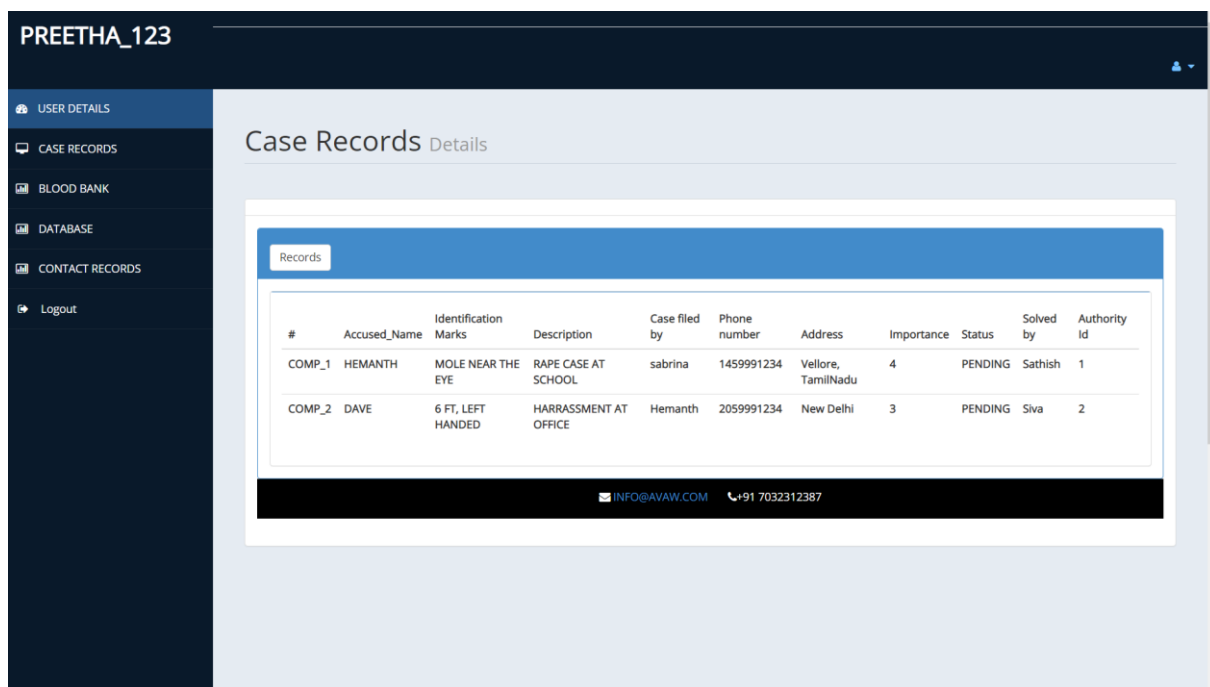 PREETHA_123
USER DETAILS
CASE RECORDS
BLOOD BANK
DATABASE
CONTACT RECORDS
Logout
Case Records Details
Records
# Accused_Name Identification Marks Description Case filed by Phone number Address Importance Status Solved by Authority Id
COMP_1 HEMANTH MOLE NEAR THE EYE RAPE CASE AT SCHOOL sabrina 1459991234 Vellore, TamilNadu 4 PENDING Sathish 1
COMP_2 DAVE 6 FT, LEFT HANDED HARRASSMENT AT OFFICE Hemanth 2059991234 New Delhi 3 PENDING Siva 2
INFO@AVAW.COM +91 7032312387